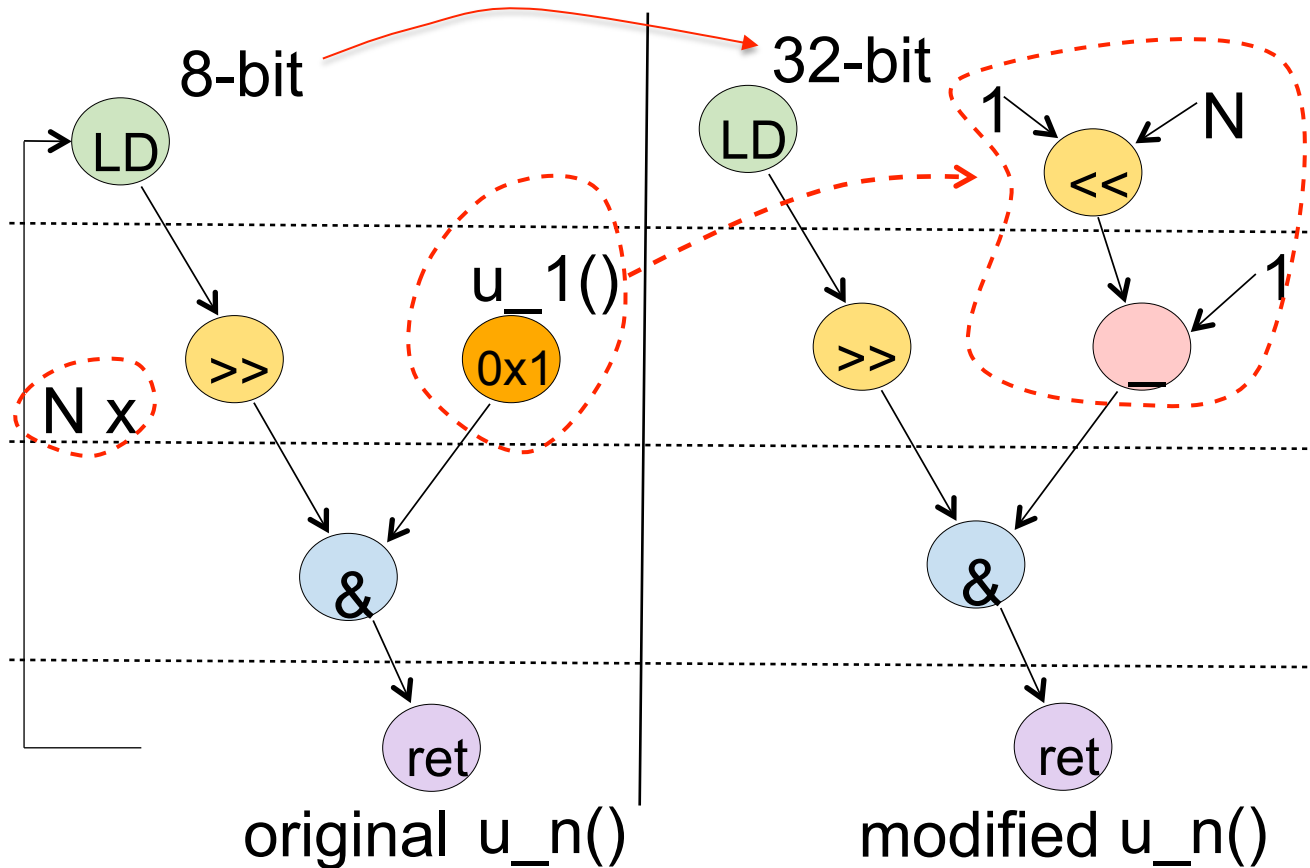 8-bit
LD
u_1()
>>
0x1
N x
&
ret
original u_n()
32-bit
LD
1
N
<<
1
>>
−
&
ret
modified u_n()